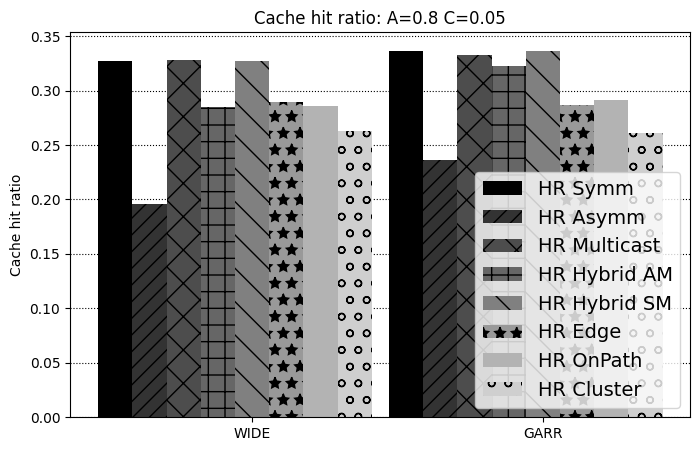 Cache hit ratio: A=0.8 C=0.05
Cache hit ratio
0.35
0.30
0.25
0.20
0.15
0.10
0.05
0.00
WIDE
GARR
HR Symm
HR Asymm
HR Multicast
HR Hybrid AM
HR Hybrid SM
HR Edge
HR OnPath
HR Cluster